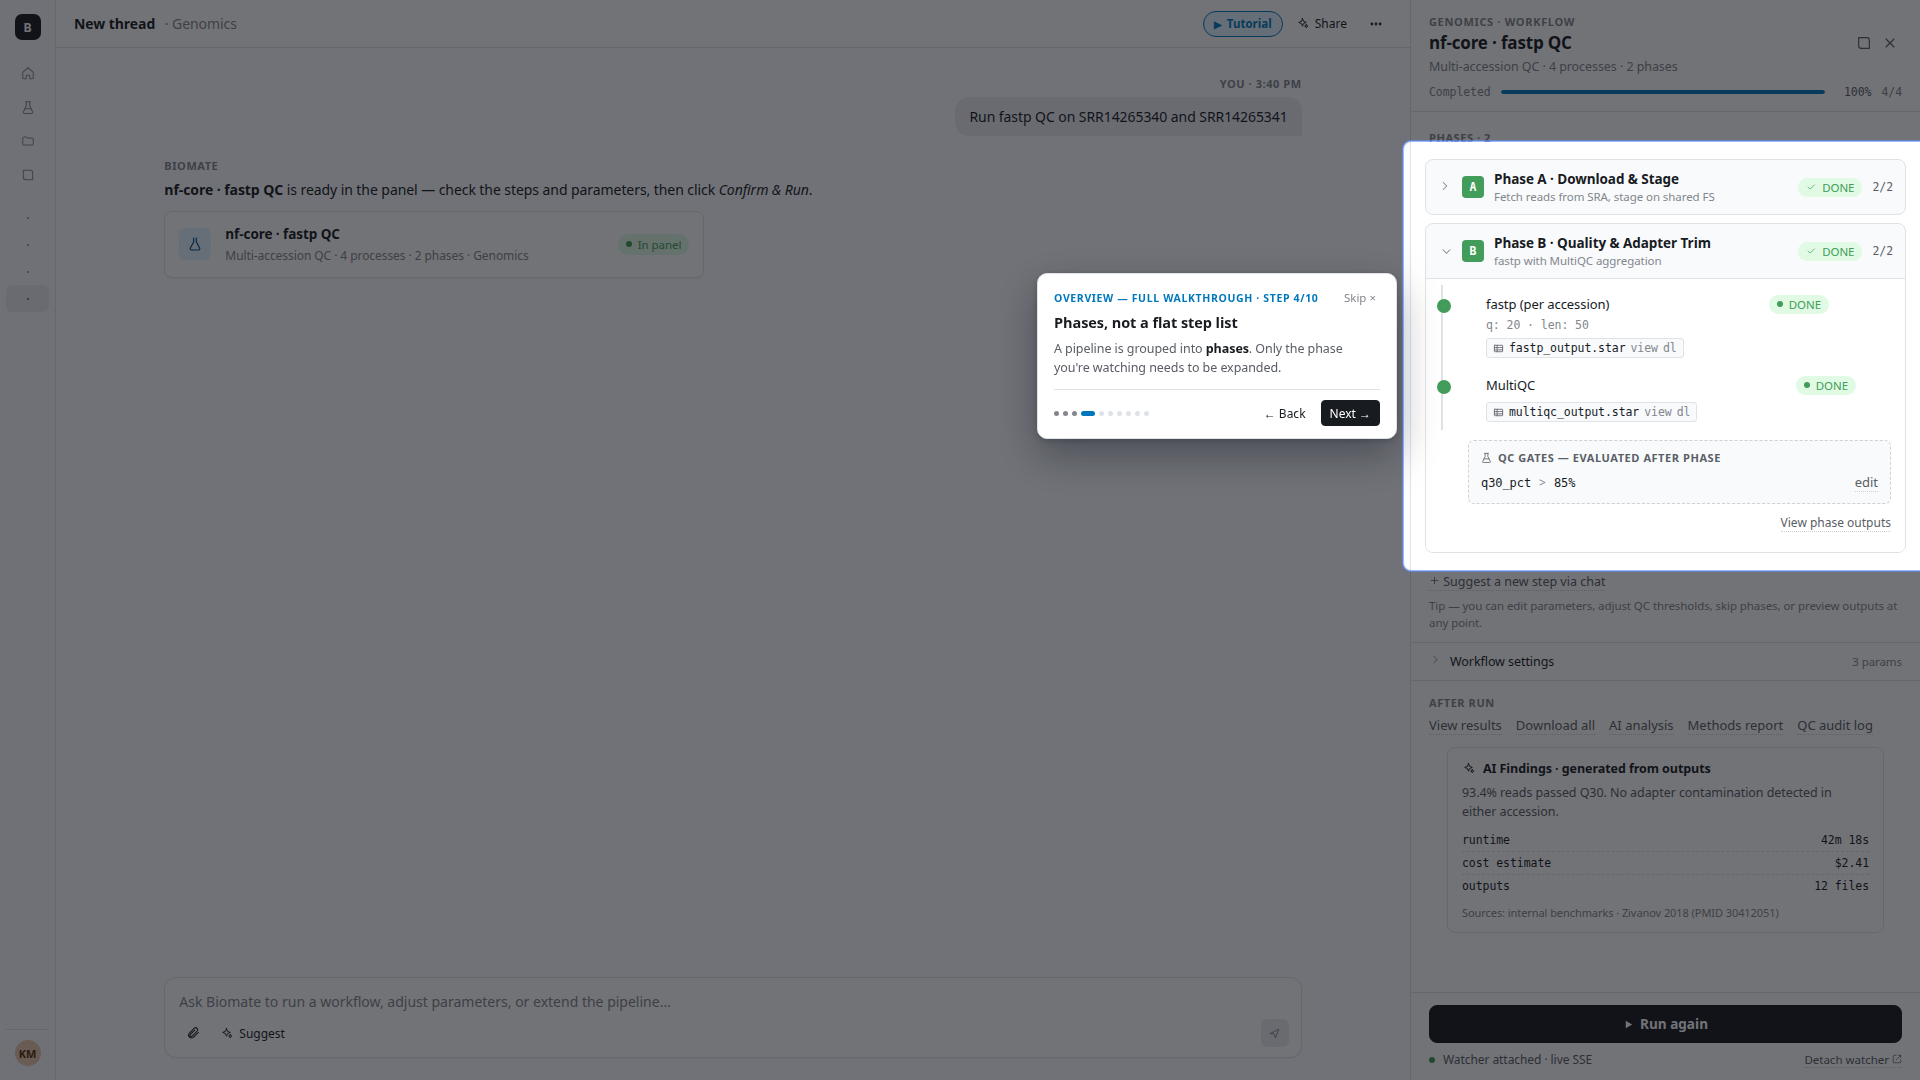 B
New thread · Genomics
▶ Tutorial
Share
YOU · 3:40 PM
Run fastp QC on SRR14265340 and SRR14265341
BIOMATE
nf-core · fastp QC is ready in the panel — check the steps and parameters, then click Confirm & Run.
nf-core · fastp QC
Multi-accession QC · 4 processes · 2 phases · Genomics
In panel
OVERVIEW — FULL WALKTHROUGH · STEP 4/10
Skip ×
Phases, not a flat step list
A pipeline is grouped into phases. Only the phase
you're watching needs to be expanded.
← Back
Next →
Ask Biomate to run a workflow, adjust parameters, or extend the pipeline...
Suggest
KM
GENOMICS · WORKFLOW
nf-core · fastp QC
Multi-accession QC · 4 processes · 2 phases
Completed 100% 4/4
PHASES · 2
A
Phase A · Download & Stage
Fetch reads from SRA, stage on shared FS
DONE 2/2
B
Phase B · Quality & Adapter Trim
fastp with MultiQC aggregation
DONE 2/2
fastp (per accession)
DONE
q: 20 · len: 50
fastp_output.star view dl
MultiQC
DONE
multiqc_output.star view dl
QC GATES — EVALUATED AFTER PHASE
q30_pct > 85%
edit
View phase outputs
+ Suggest a new step via chat
Tip — you can edit parameters, adjust QC thresholds, skip phases, or preview outputs at
any point.
Workflow settings
3 params
AFTER RUN
View results Download all AI analysis Methods report QC audit log
AI Findings · generated from outputs
93.4% reads passed Q30. No adapter contamination detected in
either accession.
runtime 42m 18s
cost estimate $2.41
outputs 12 files
Sources: internal benchmarks · Zivanov 2018 (PMID 30412051)
Run again
Watcher attached · live SSE
Detach watcher